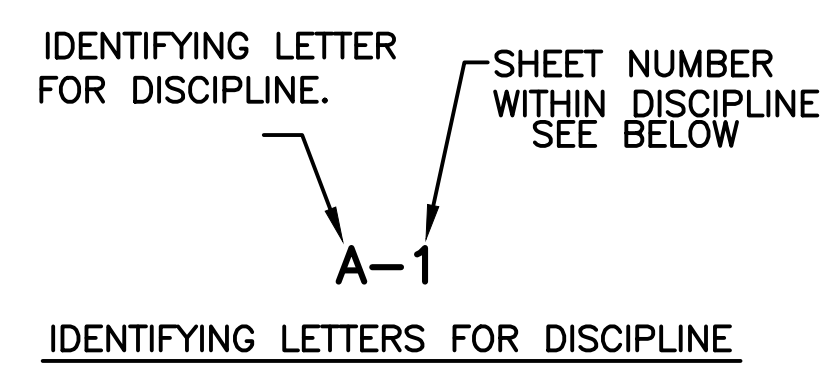 IDENTIFYING LETTER
FOR DISCIPLINE.
SHEET NUMBER
WITHIN DISCIPLINE
SEE BELOW
A-1
IDENTIFYING LETTERS FOR DISCIPLINE